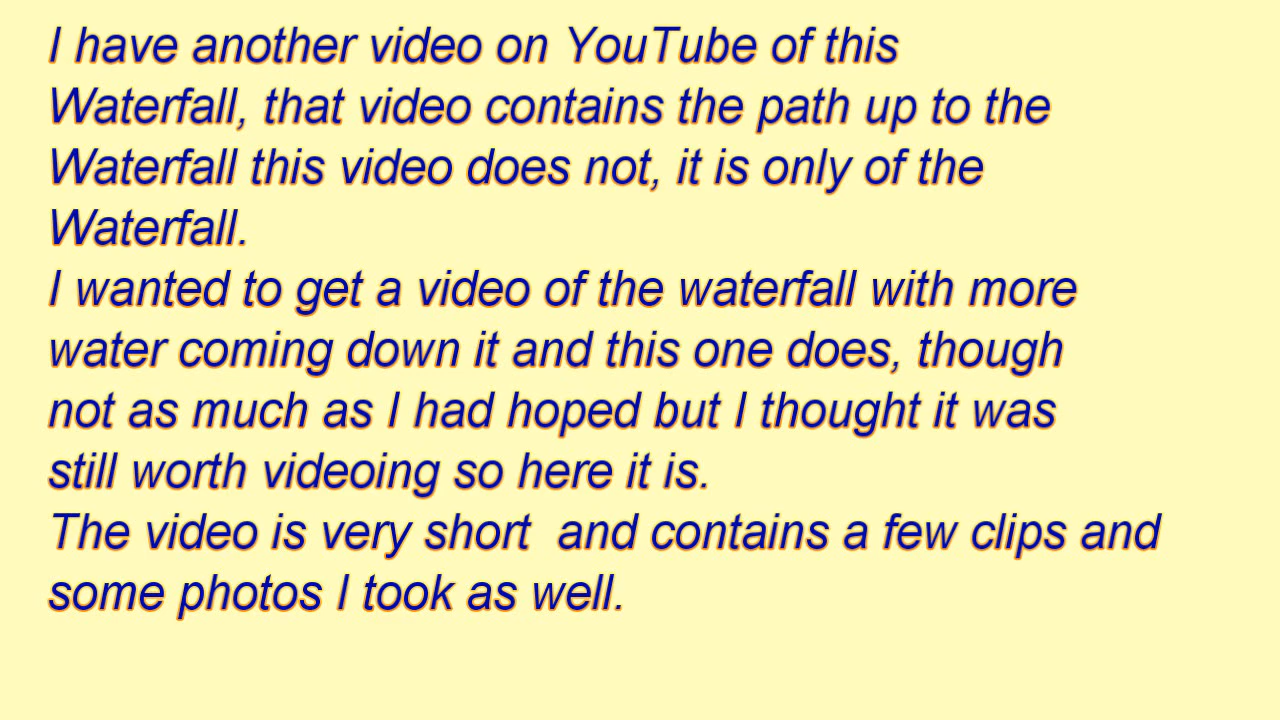 I have another video on YouTube of this
Waterfall, that video contains the path up to the
Waterfall this video does not, it is only of the
Waterfall.
I wanted to get a video of the waterfall with more
water coming down it and this one does, though
not as much as I had hoped but I thought it was
still worth videoing so here it is.
The video is very short  and contains a few clips and
some photos I took as well.